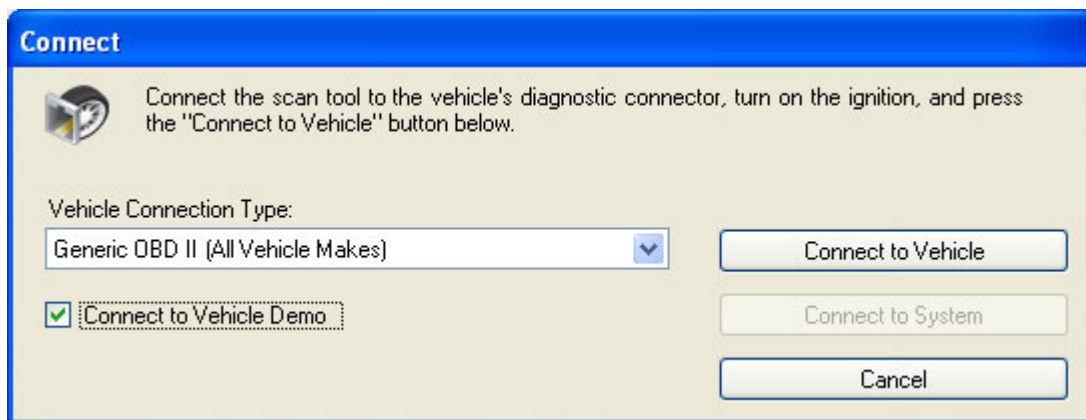 Connect
Connect the scan tool to the vehicle's diagnostic connector, turn on the ignition, and press
the "Connect to Vehicle" button below.
Vehicle Connection Type:
Generic OBD II (All Vehicle Makes)
Connect to Vehicle
Connect to Vehicle Demo
Connect to System
Cancel